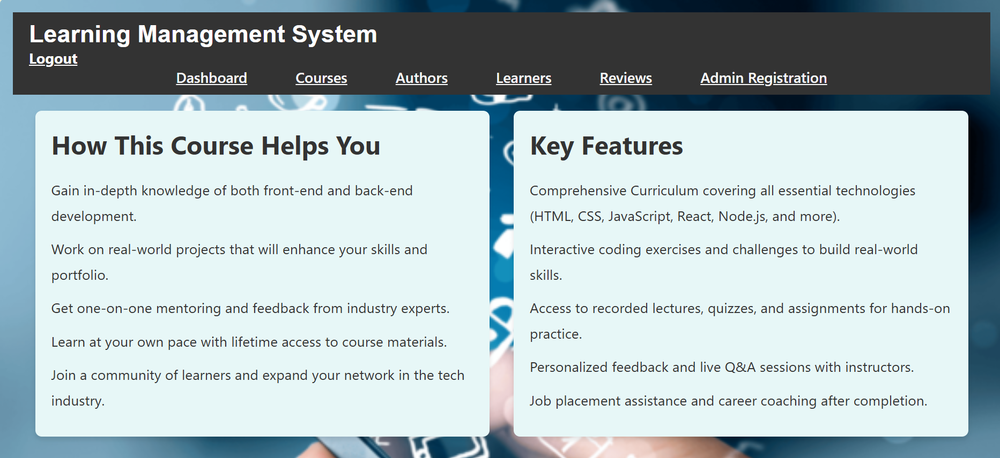 Learning Management System
Logout
Dashboard Courses Authors Learners Reviews Admin Registration
How This Course Helps You
Gain in-depth knowledge of both front-end and back-end
development.
Work on real-world projects that will enhance your skills and
portfolio.
Get one-on-one mentoring and feedback from industry experts.
Learn at your own pace with lifetime access to course materials.
Join a community of learners and expand your network in the tech
industry.
Key Features
Comprehensive Curriculum covering all essential technologies
(HTML, CSS, JavaScript, React, Node.js, and more).
Interactive coding exercises and challenges to build real-world
skills.
Access to recorded lectures, quizzes, and assignments for hands-on
practice.
Personalized feedback and live Q&A sessions with instructors.
Job placement assistance and career coaching after completion.